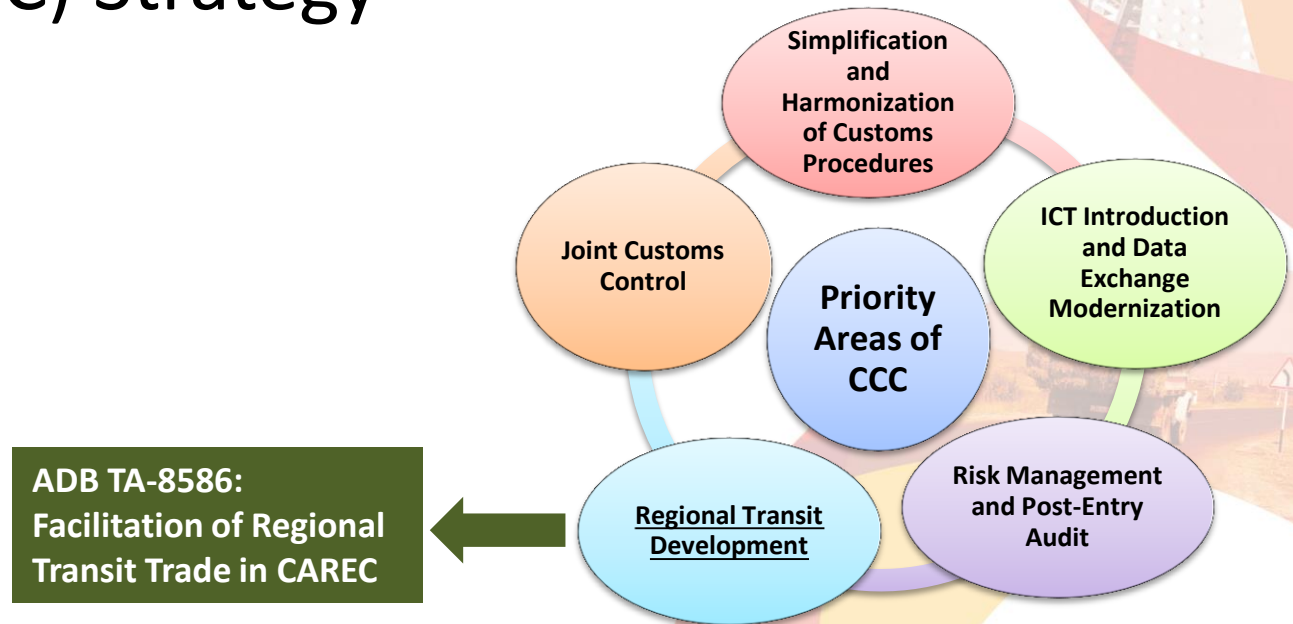 C) Strategy
Simplification
and
Harmonization
of Customs
Procedures
ICT Introduction
and Data
Exchange
Modernization
Joint Customs
Control
Priority
Areas of
CCC
Risk Management
and Post-Entry
Audit
Regional Transit
Development
ADB TA-8586:
Facilitation of Regional
Transit Trade in CAREC